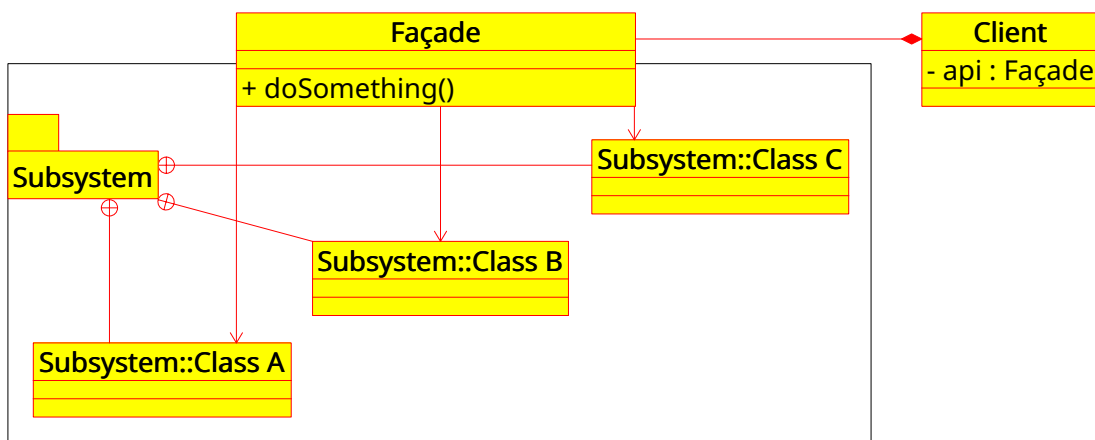 Façade
+ doSomething()
Client
- api : Façade
Subsystem
Subsystem::Class C
Subsystem::Class B
Subsystem::Class A